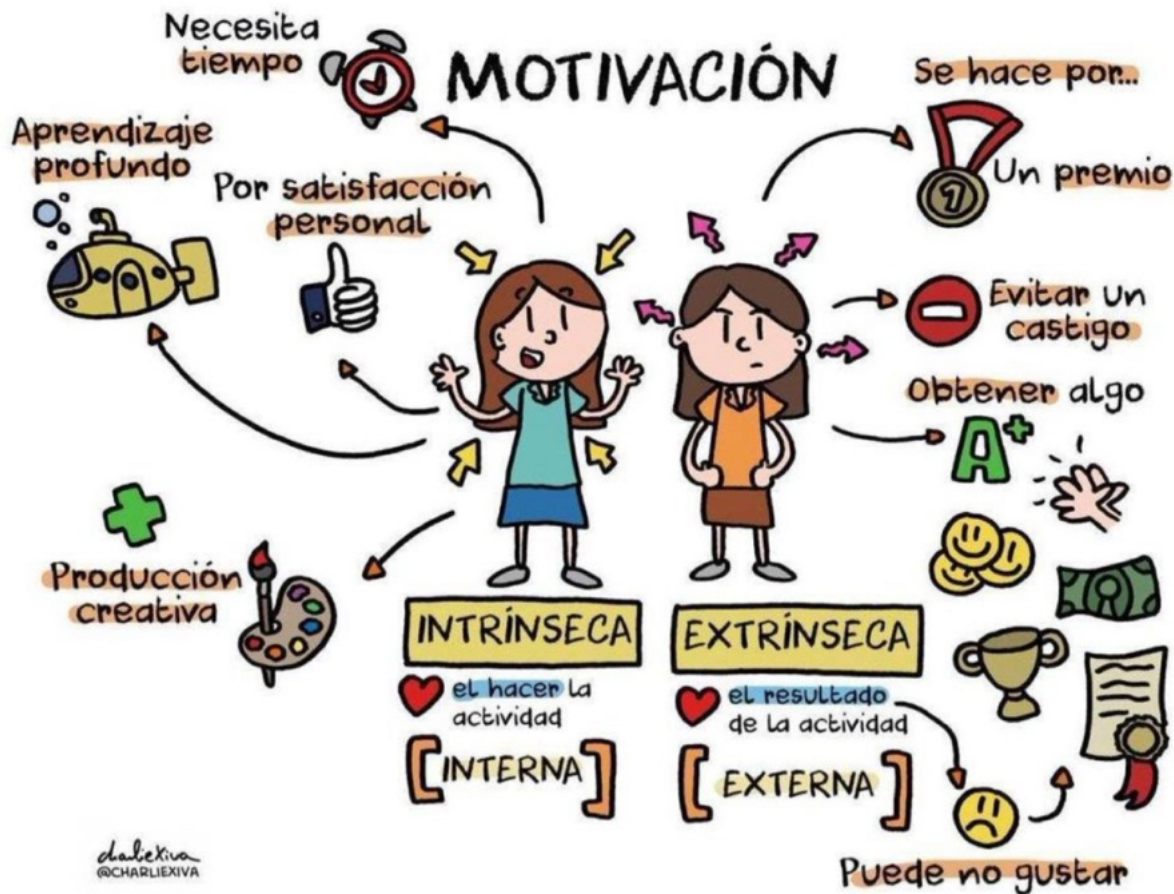 MOTIVACIÓN
Necesita
tiempo
Aprendizaje
profundo
Por satisfacción
personal
Producción
creativa
INTRÍNSECA
el hacer la
actividad
[INTERNA]
Se hace por...
1
Un premio
Evitar un
castigo
Obtener algo
A+
EXTRÍNSECA
el resultado
de la actividad
[EXTERNA]
Puede no gustar
charliexiva
@CHARLIEXIVA